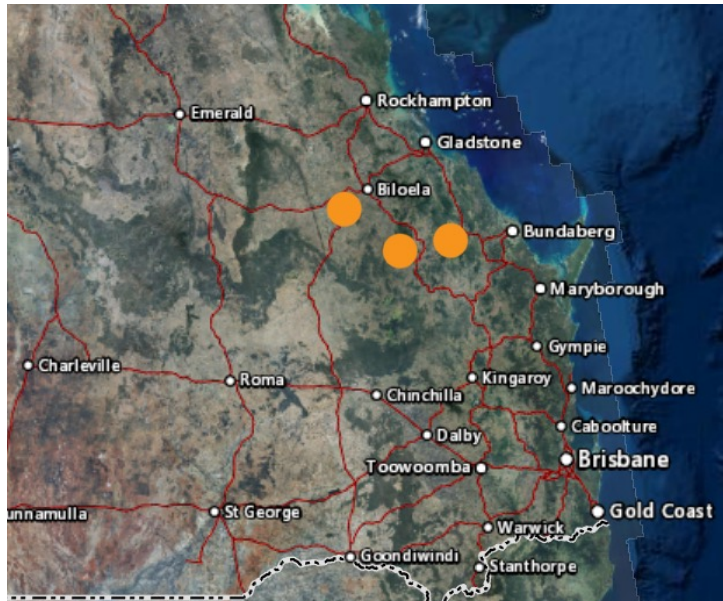 Rockhampton
Emerald
Gladstone
Biloela
Bundaberg
Maryborough
Gympie
Charleville
Roma
Kingaroy
Chinchilla
Maroochydore
Caboolture
Dalby
Brisbane
Toowoomba
unnamulla
St George
Gold Coast
Warwick
Goondiwindi
Stanthorpe